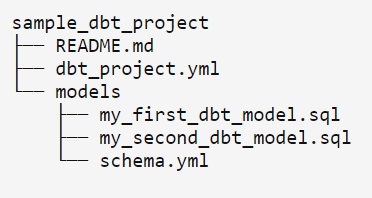 sample_dbt_project
├── README.md
├── dbt_project.yml
└── models
    ├── my_first_dbt_model.sql
    ├── my_second_dbt_model.sql
    └── schema.yml